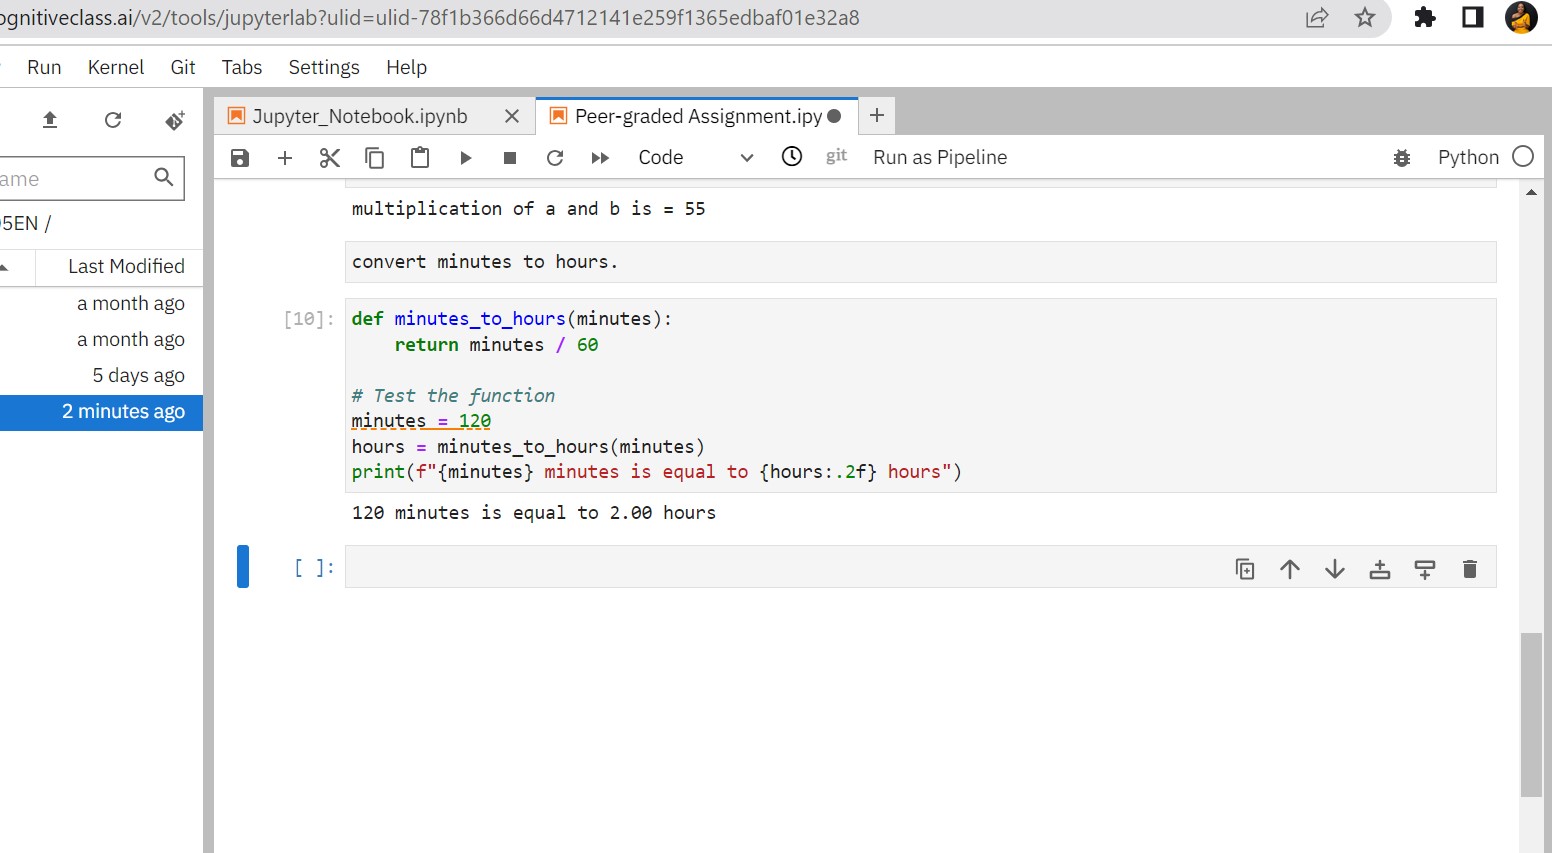 ognitiveclass.ai/v2/tools/jupyterlab?ulid=ulid-78f1b366d66d4712141e259f1365edbaf01e32a8
Run Kernel Git Tabs Settings Help
Jupyter_Notebook.ipynb Peer-graded Assignment.ipy
Code git Run as Pipeline Python
ame
5EN /
Last Modified
a month ago
a month ago
5 days ago
2 minutes ago
multiplication of a and b is = 55
convert minutes to hours.
[10]: def minutes_to_hours(minutes):
return minutes / 60
# Test the function
minutes = 120
hours = minutes_to_hours(minutes)
print(f"{minutes} minutes is equal to {hours:.2f} hours")
120 minutes is equal to 2.00 hours
[ ]: